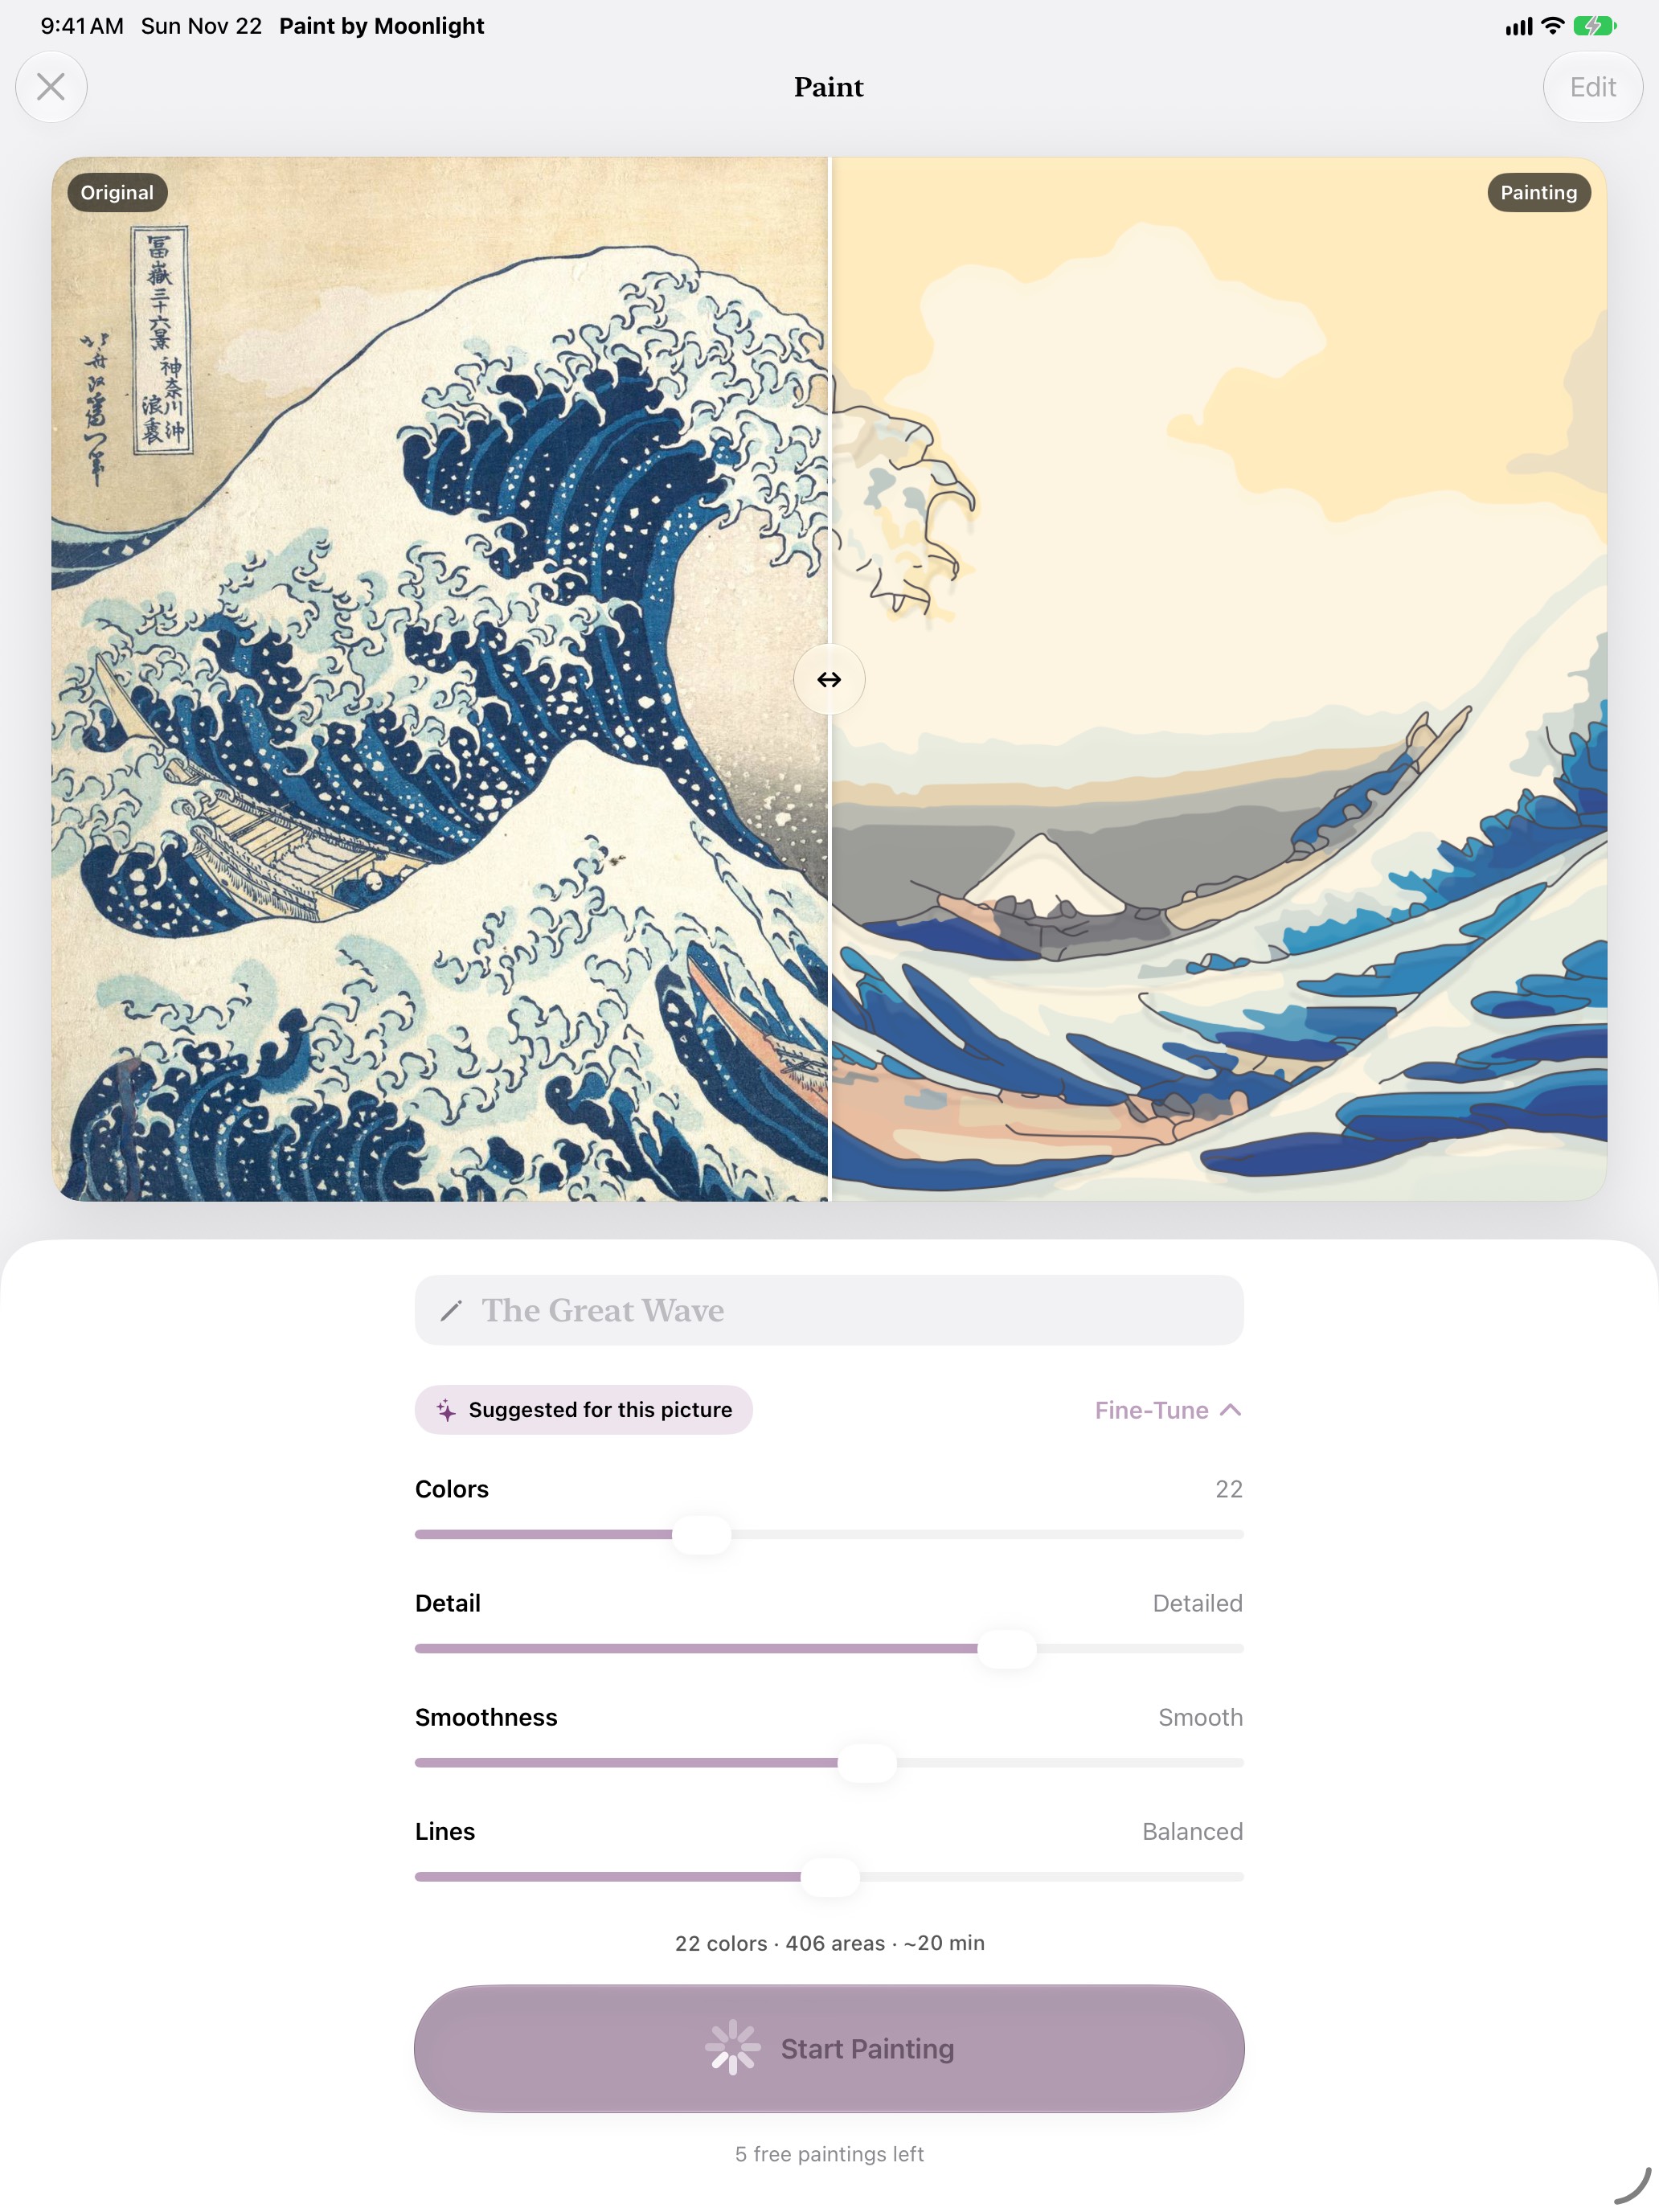 9:41 AM Sun Nov 22 Paint by Moonlight
Paint
Edit
Original
Painting
冨嶽三十六景
神奈川沖
浪裏
The Great Wave
Suggested for this picture
Fine-Tune
Colors
22
Detail
Detailed
Smoothness
Smooth
Lines
Balanced
22 colors · 406 areas · ~20 min
Start Painting
5 free paintings left